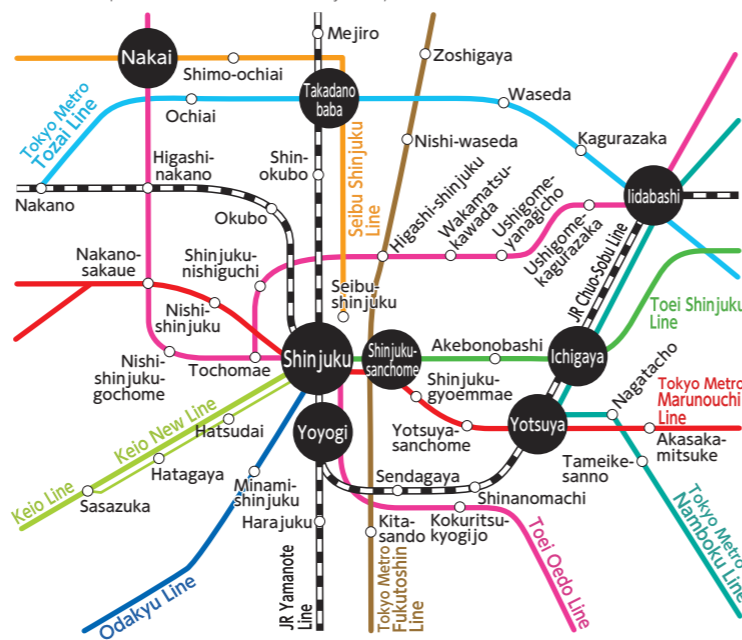 Mejiro
Nakai
Zoshigaya
Shimo-ochiai
Takadano
baba
Waseda
Ochiai
Tokyo Metro
Tozai Line
Kagurazaka
Nishi-waseda
Higashi-
nakano
Shin-
okubo
Seibu Shinjuku
Line
Higashi-shinjuku
Wakamatsu-
kawada
Ushigome-
yanagicho
Ushigome-
kagurazaka
Iidabashi
Nakano
Okubo
JR Chuo-Sobu Line
Nakano-
sakaue
Shinjuku-
nishiguchi
Nishi-
shinjuku
Seibu-
shinjuku
Toei Shinjuku
Line
Shinjuku
Shinjuku-
sanchome
Akebonobashi
Ichigaya
Nishi-
shinjuku-
gochome
Tochomae
Shinjuku-
gyoemmae
Nagatacho
Tokyo Metro
Marunouchi
Line
Keio New Line
Hatsudai
Yoyogi
Yotsuya-
sanchome
Yotsuya
Akasaka-
mitsuke
Hatagaya
Keio Line
Sasazuka
Minami-
shinjuku
Sendagaya
Tameike-
sanno
Shinanomachi
Harajuku
Kita-
sando
Kokuritsu-
kyogijo
Tokyo Metro
Namboku Line
Odakyu Line
JR Yamanote
Line
Tokyo Metro
Fukutoshin
Line
Toei Oedo Line